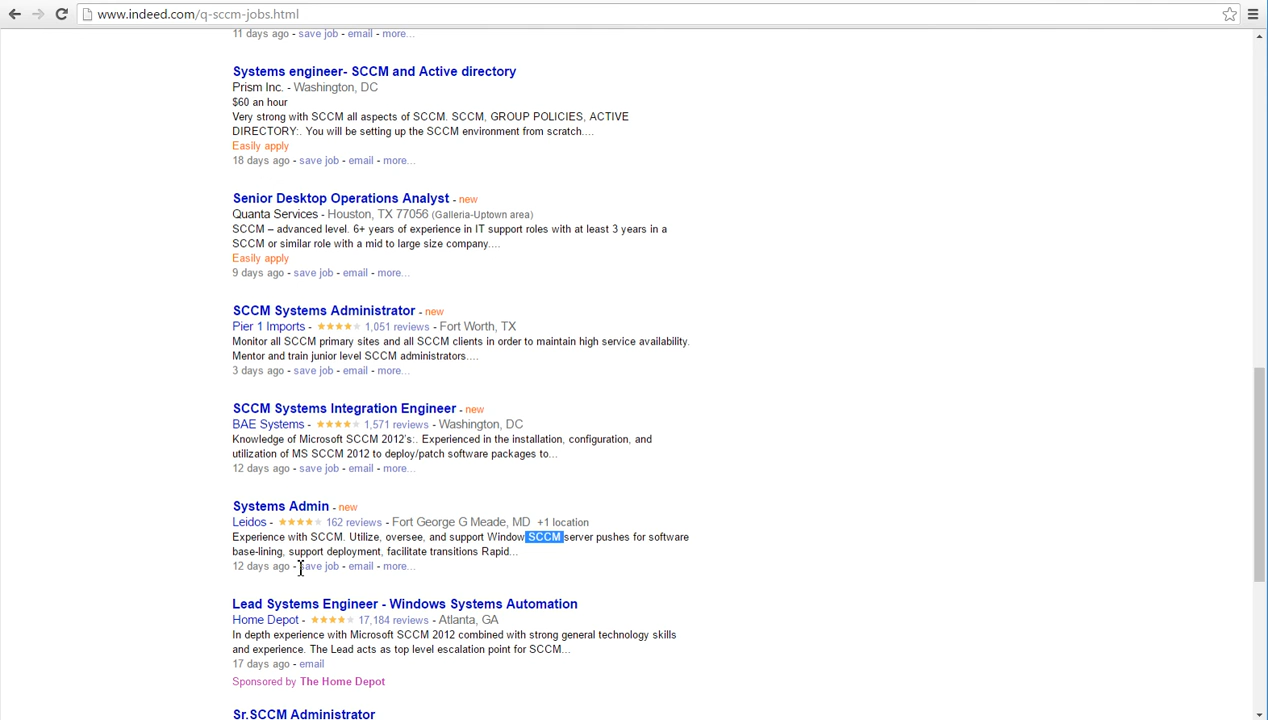 www.indeed.com/q-sccm-jobs.html
11 days ago - save job - email - more...
Systems engineer- SCCM and Active directory
Prism Inc. - Washington, DC
$60 an hour
Very strong with SCCM all aspects of SCCM. SCCM, GROUP POLICIES, ACTIVE
DIRECTORY:. You will be setting up the SCCM environment from scratch....
Easily apply
18 days ago - save job - email - more...
Senior Desktop Operations Analyst - new
Quanta Services - Houston, TX 77056 (Galleria-Uptown area)
SCCM – advanced level. 6+ years of experience in IT support roles with at least 3 years in a
SCCM or similar role with a mid to large size company....
Easily apply
9 days ago - save job - email - more...
SCCM Systems Administrator - new
Pier 1 Imports - 1,051 reviews - Fort Worth, TX
Monitor all SCCM primary sites and all SCCM clients in order to maintain high service availability.
Mentor and train junior level SCCM administrators....
3 days ago - save job - email - more...
SCCM Systems Integration Engineer - new
BAE Systems - 1,571 reviews - Washington, DC
Knowledge of Microsoft SCCM 2012's:. Experienced in the installation, configuration, and
utilization of MS SCCM 2012 to deploy/patch software packages to...
12 days ago - save job - email - more...
Systems Admin - new
Leidos - 162 reviews - Fort George G Meade, MD +1 location
Experience with SCCM. Utilize, oversee, and support Window SCCM server pushes for software
base-lining, support deployment, facilitate transitions Rapid...
12 days ago - save job - email - more...
Lead Systems Engineer - Windows Systems Automation
Home Depot - 17,184 reviews - Atlanta, GA
In depth experience with Microsoft SCCM 2012 combined with strong general technology skills
and experience. The Lead acts as top level escalation point for SCCM...
17 days ago - email
Sponsored by The Home Depot
Sr.SCCM Administrator